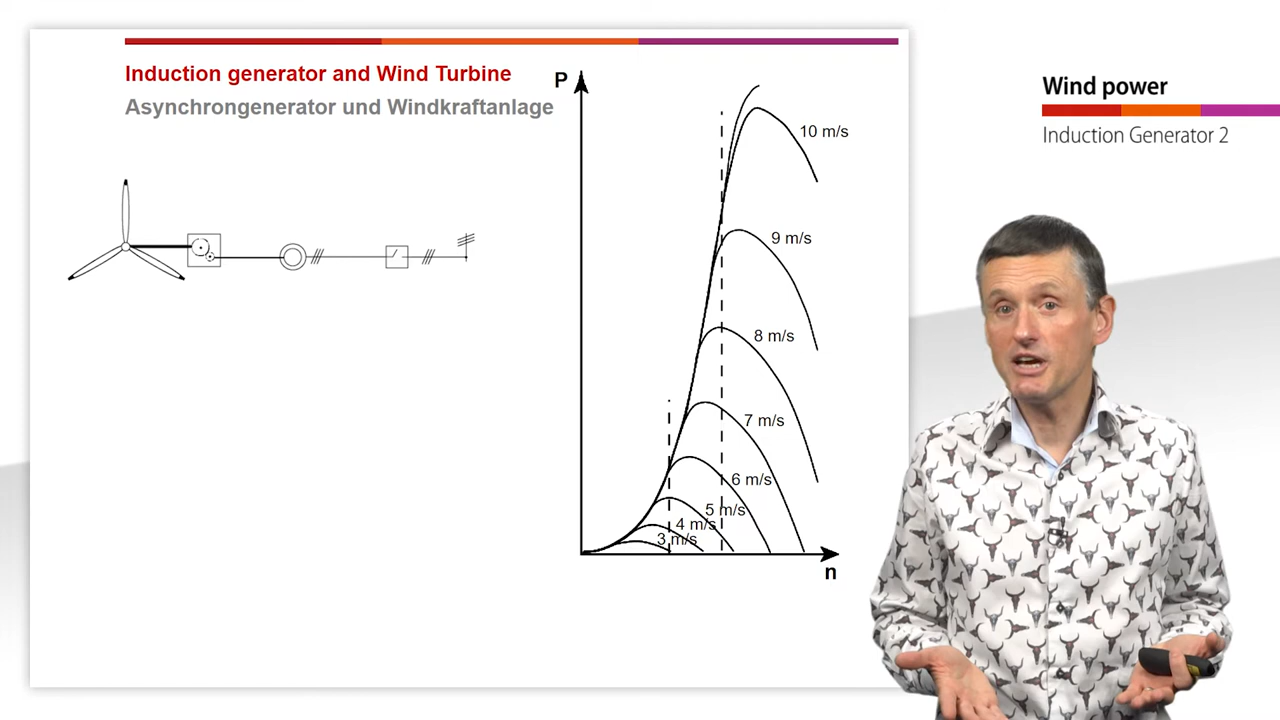 Induction generator and Wind Turbine
Asynchrongenerator und Windkraftanlage
P
10 m/s
9 m/s
8 m/s
7 m/s
6 m/s
5 m/s
4 m/s
3 m/s
n
Wind power
Induction Generator 2